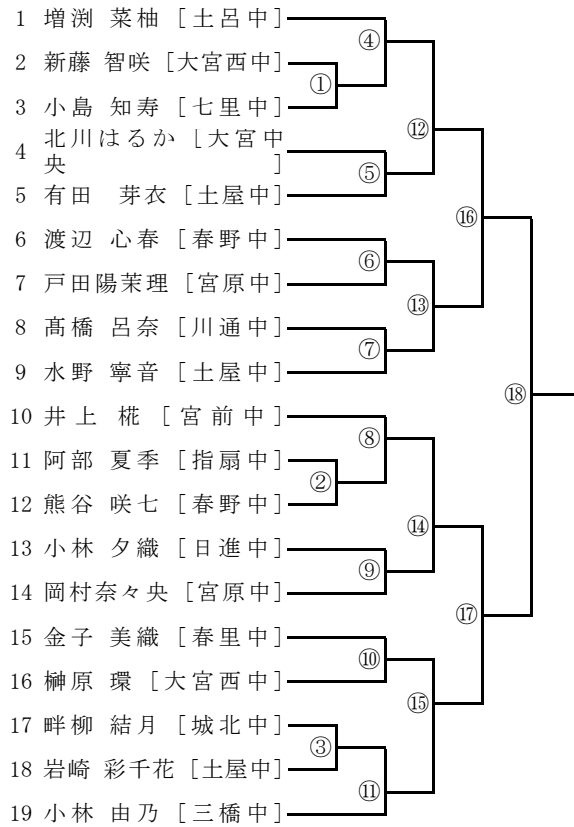 1 増渕 菜柚 [土呂中]
④
2 新藤 智咲 [大宮西中]
①
3 小島 知寿 [七里中]
⑫
4 北川はるか [大宮中
央 ]
⑤
5 有田 芽衣 [土屋中]
⑯
6 渡辺 心春 [春野中]
⑥
7 戸田陽茉理 [宮原中]
⑬
8 髙橋 呂奈 [川通中]
⑦
9 水野 寧音 [土屋中]
⑱
10 井上 椛 [宮前中]
⑧
11 阿部 夏季 [指扇中]
②
12 熊谷 咲七 [春野中]
⑭
13 小林 夕織 [日進中]
⑨
14 岡村奈々央 [宮原中]
⑰
15 金子 美織 [春里中]
⑩
16 榊原 環 [大宮西中]
⑮
17 畔柳 結月 [城北中]
③
18 岩崎 彩千花 [土屋中]
⑪
19 小林 由乃 [三橋中]